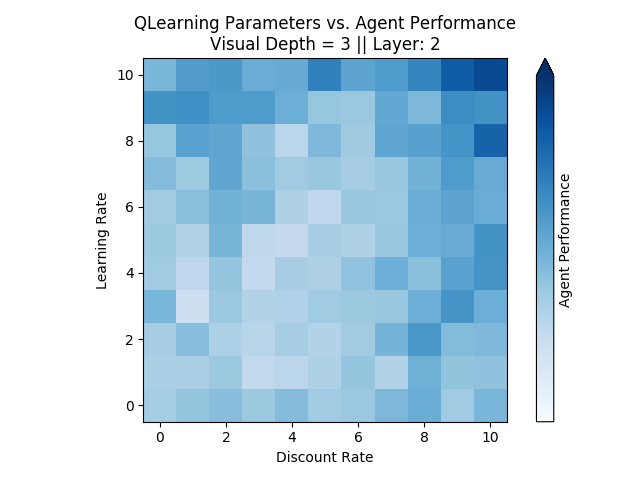 QLearning Parameters vs. Agent Performance
Visual Depth = 3 || Layer: 2
10
8
6
4
2
0
Learning Rate
0 2 4 6 8 10
Discount Rate
Agent Performance